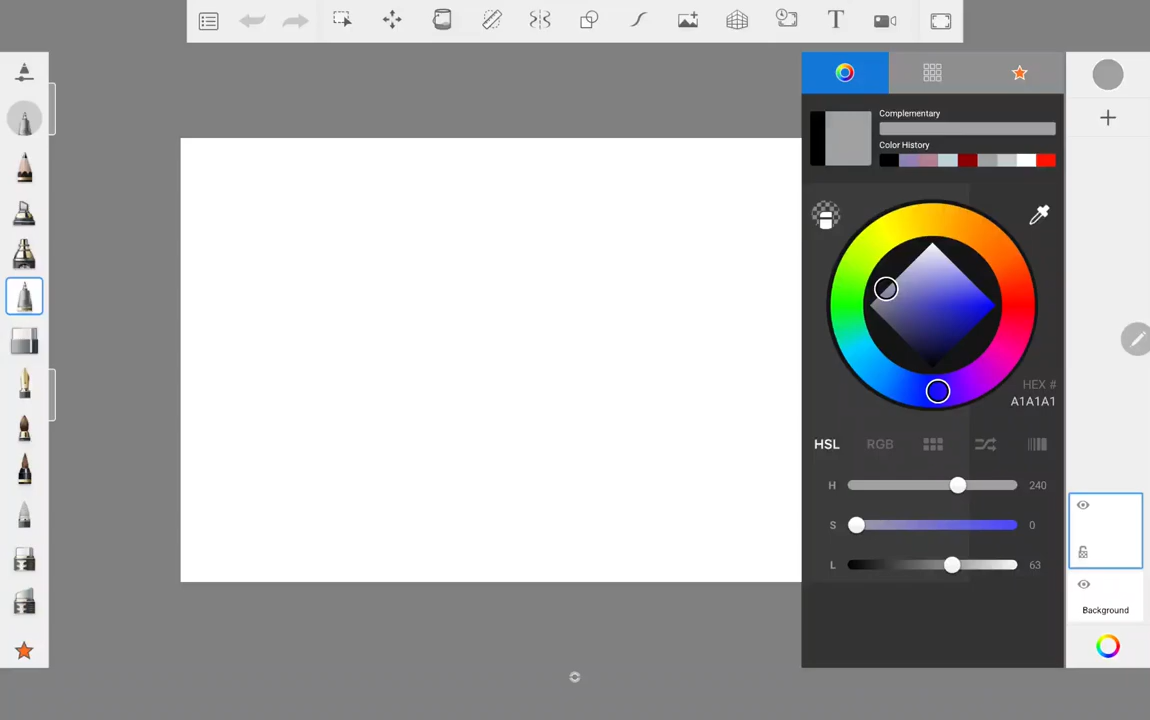 T
Complementary
Color History
HEX #
A1A1A1
HSL RGB
H 240
S 0
L 63
Background